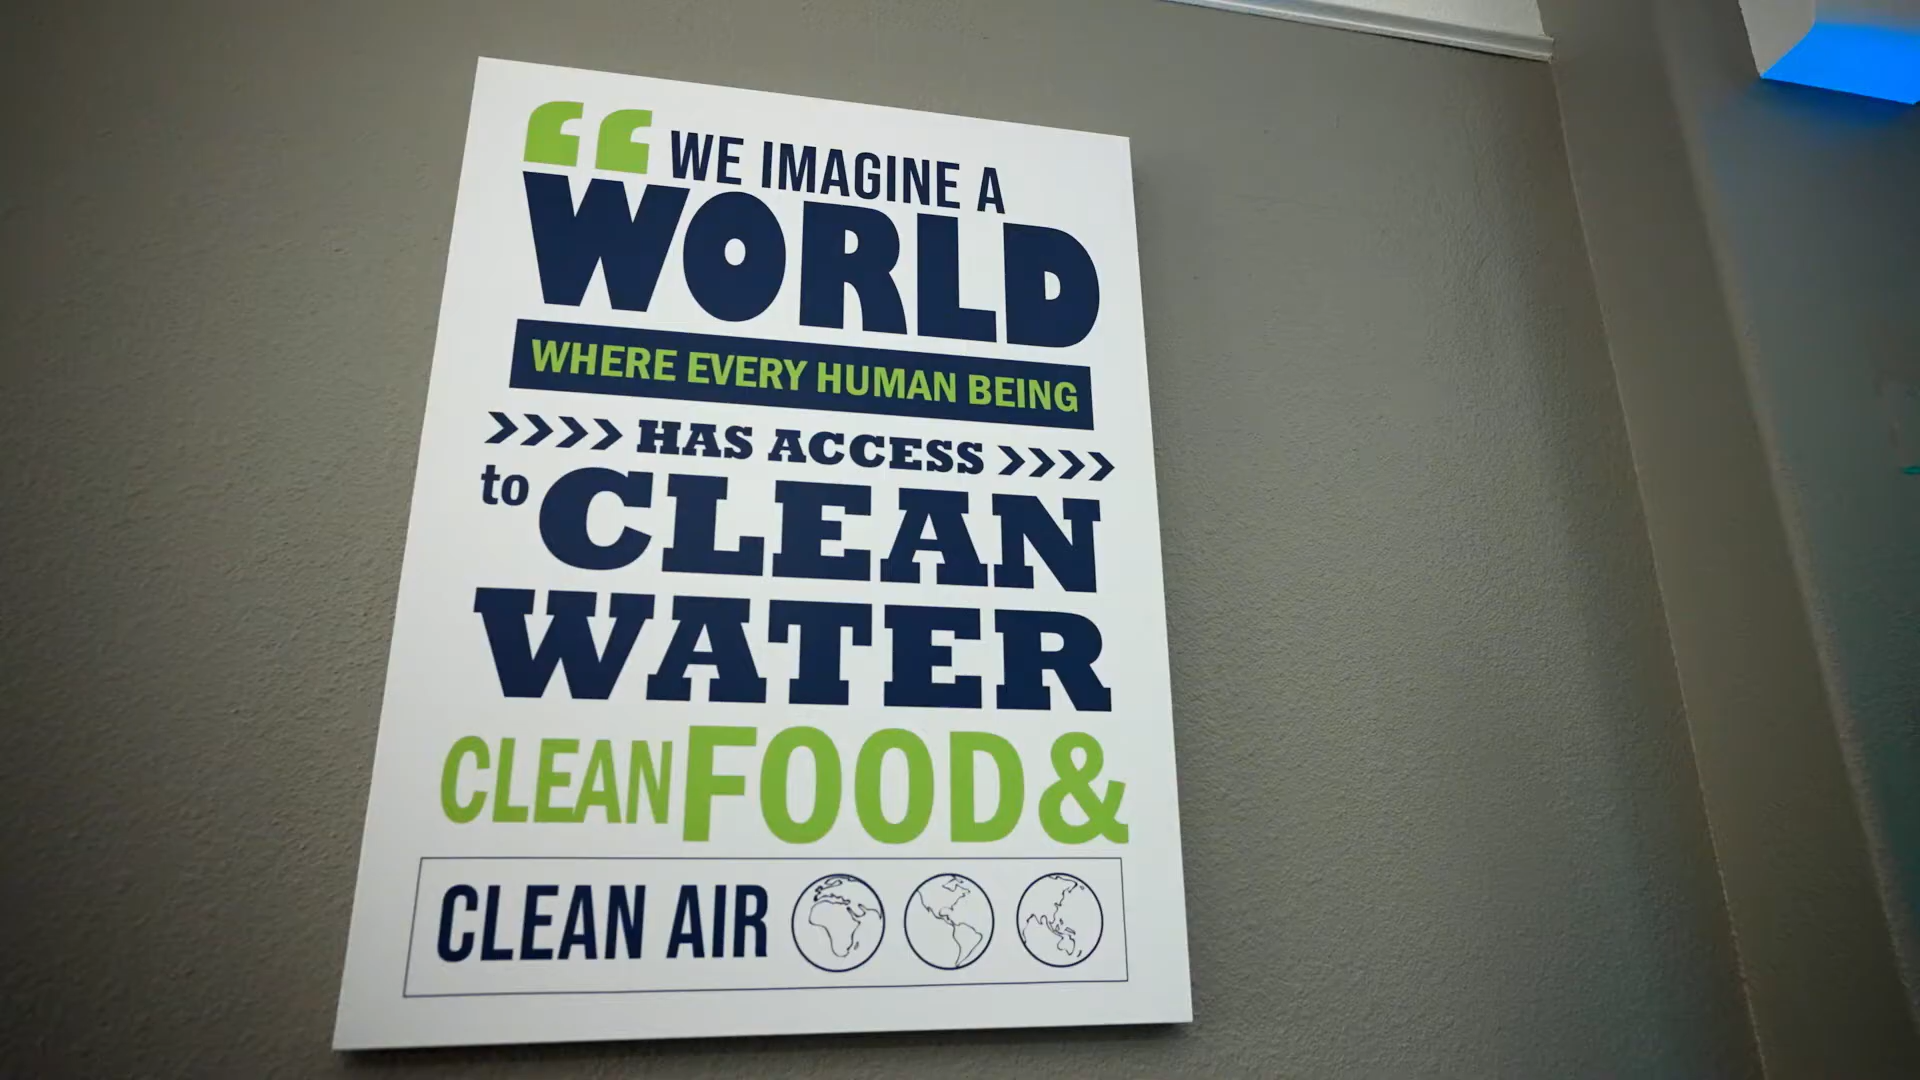 “ WE IMAGINE A
WORLD
WHERE EVERY HUMAN BEING
>>>> HAS ACCESS >>>>
to CLEAN
WATER
CLEAN FOOD &
CLEAN AIR